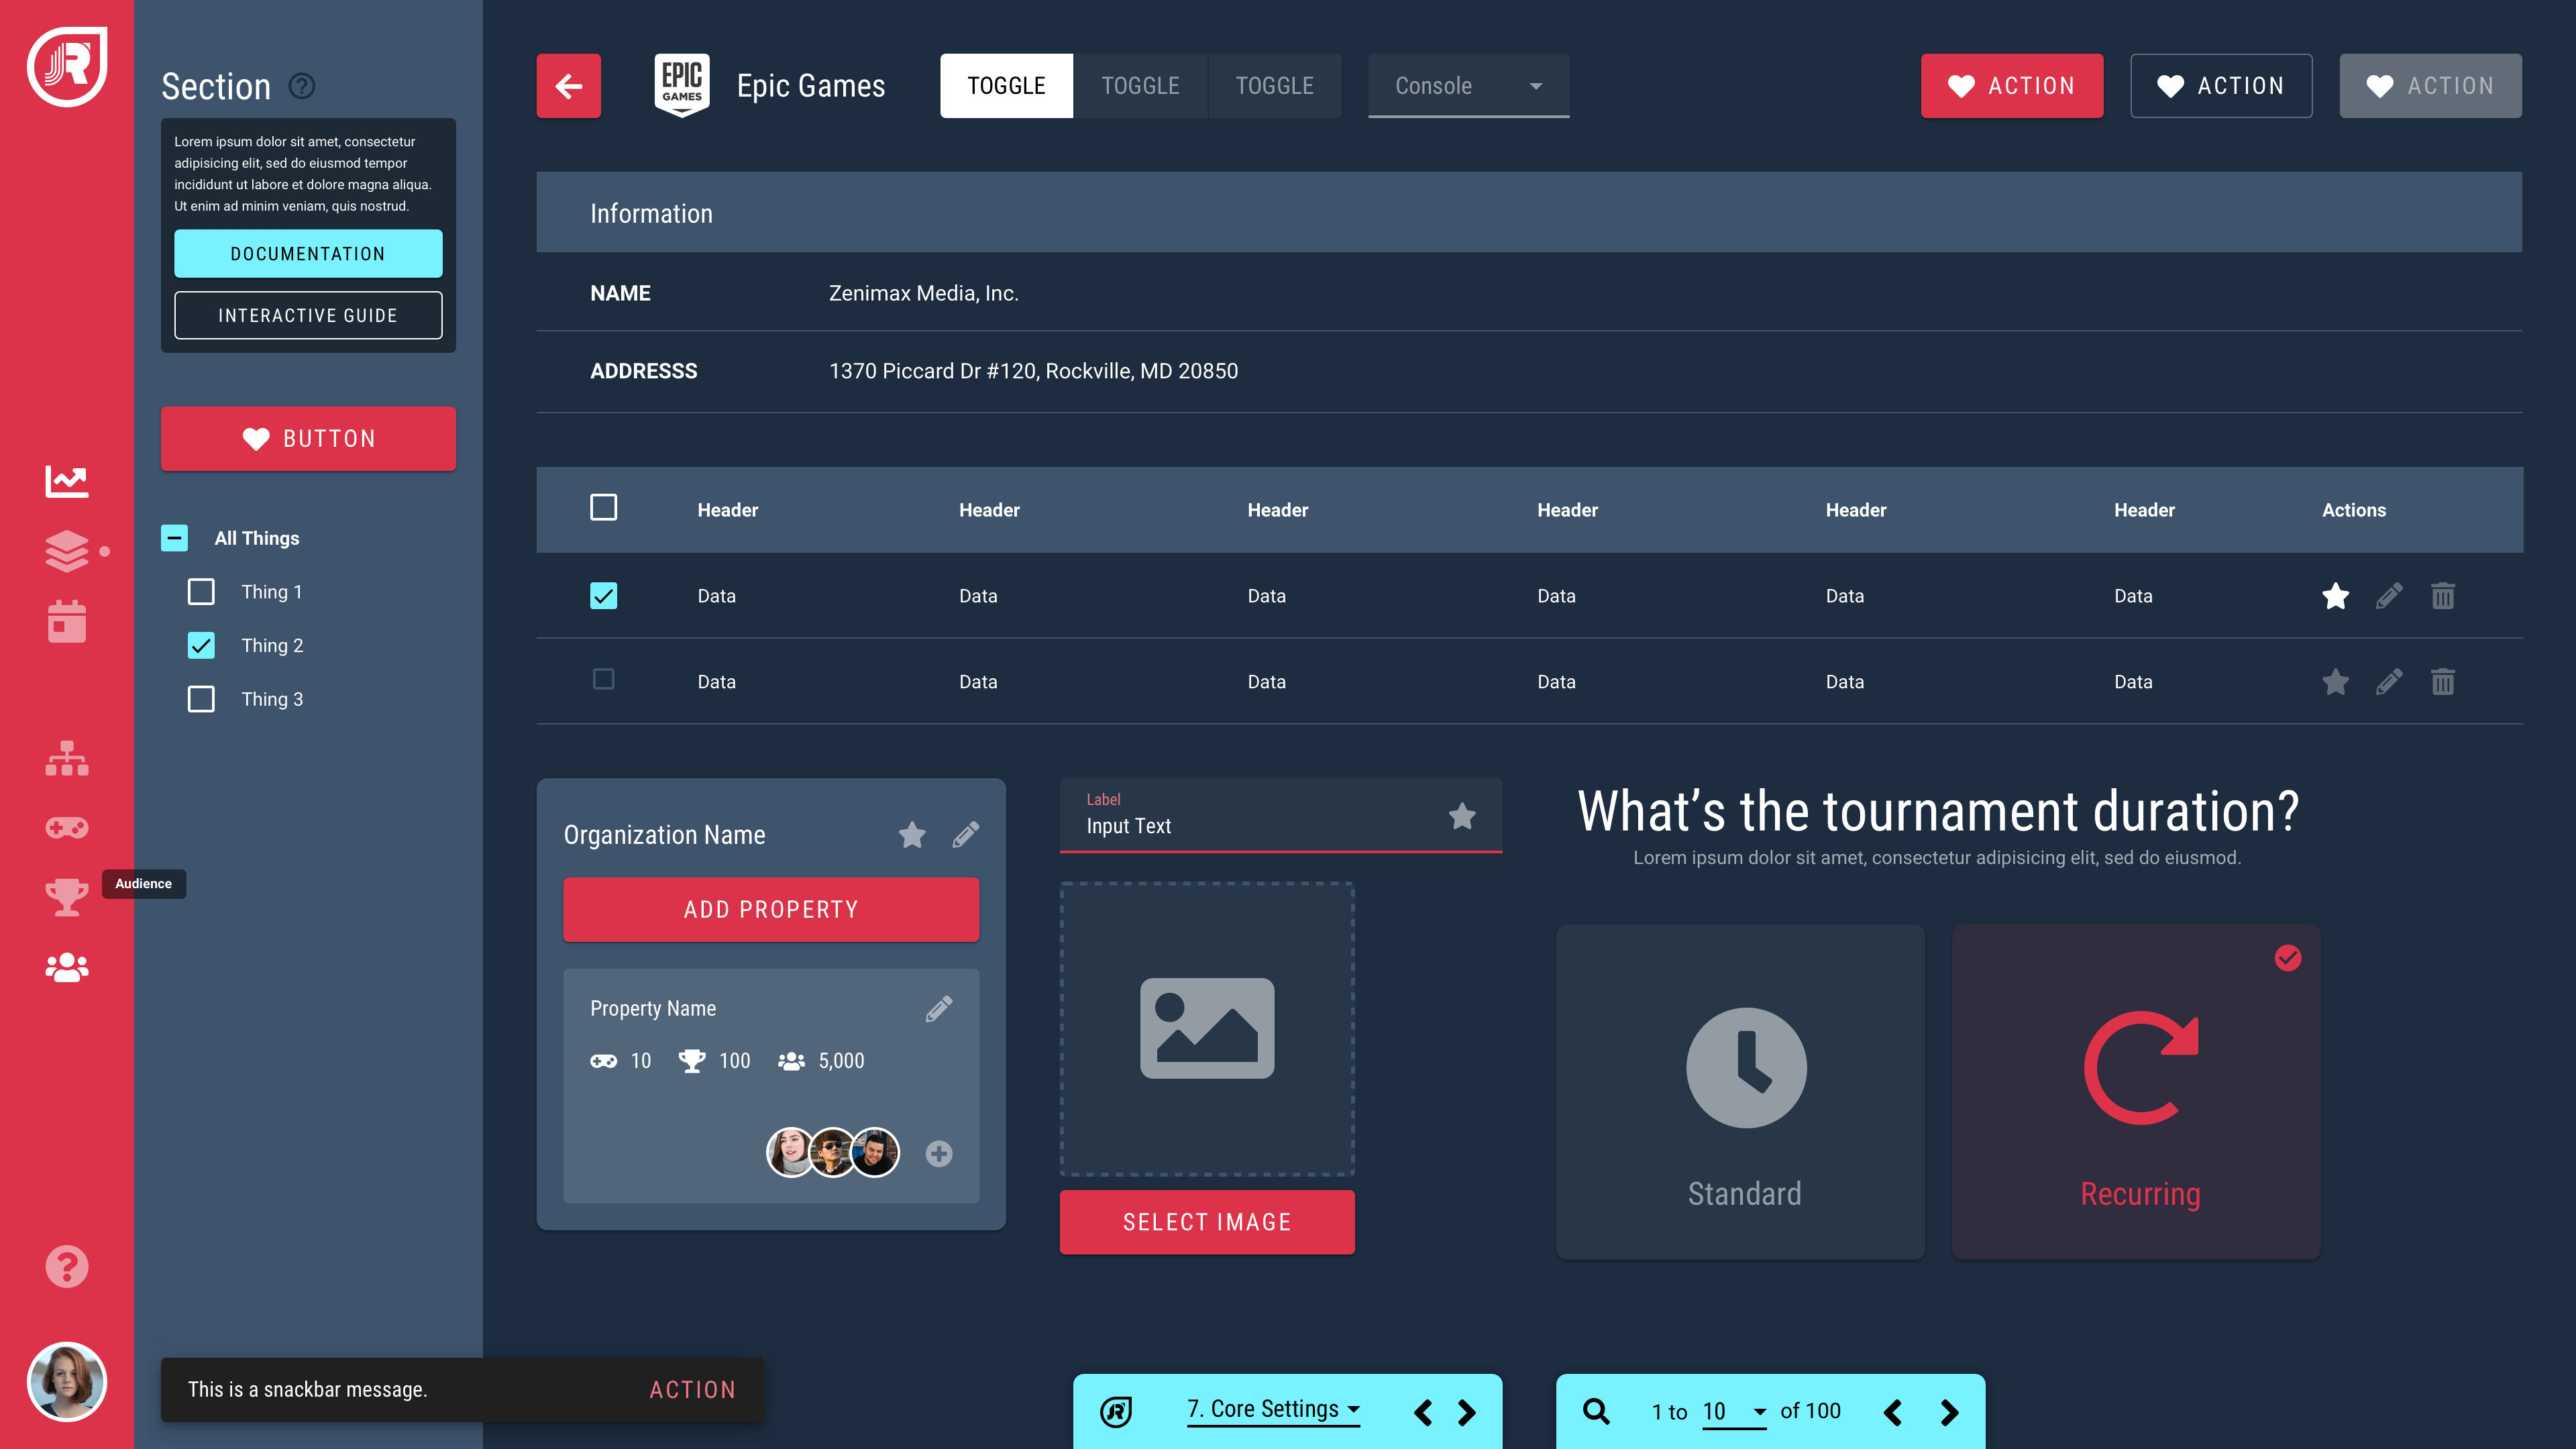 Section
Lorem ipsum dolor sit amet, consectetur
adipisicing elit, sed do eiusmod tempor
incididunt ut labore et dolore magna aliqua.
Ut enim ad minim veniam, quis nostrud.
DOCUMENTATION
INTERACTIVE GUIDE
BUTTON
All Things
Thing 1
Thing 2
Thing 3
Audience
EPIC
GAMES
Epic Games
TOGGLE
TOGGLE
TOGGLE
Console
ACTION
ACTION
ACTION
Information
NAME Zenimax Media, Inc.
ADDRESSS 1370 Piccard Dr #120, Rockville, MD 20850
Header Header Header Header Header Header Actions
Data Data Data Data Data Data
Data Data Data Data Data Data
Organization Name
ADD PROPERTY
Property Name
10 100 5,000
Label
Input Text
SELECT IMAGE
What’s the tournament duration?
Lorem ipsum dolor sit amet, consectetur adipisicing elit, sed do eiusmod.
Standard
Recurring
This is a snackbar message. ACTION
7. Core Settings
1 to 10 of 100